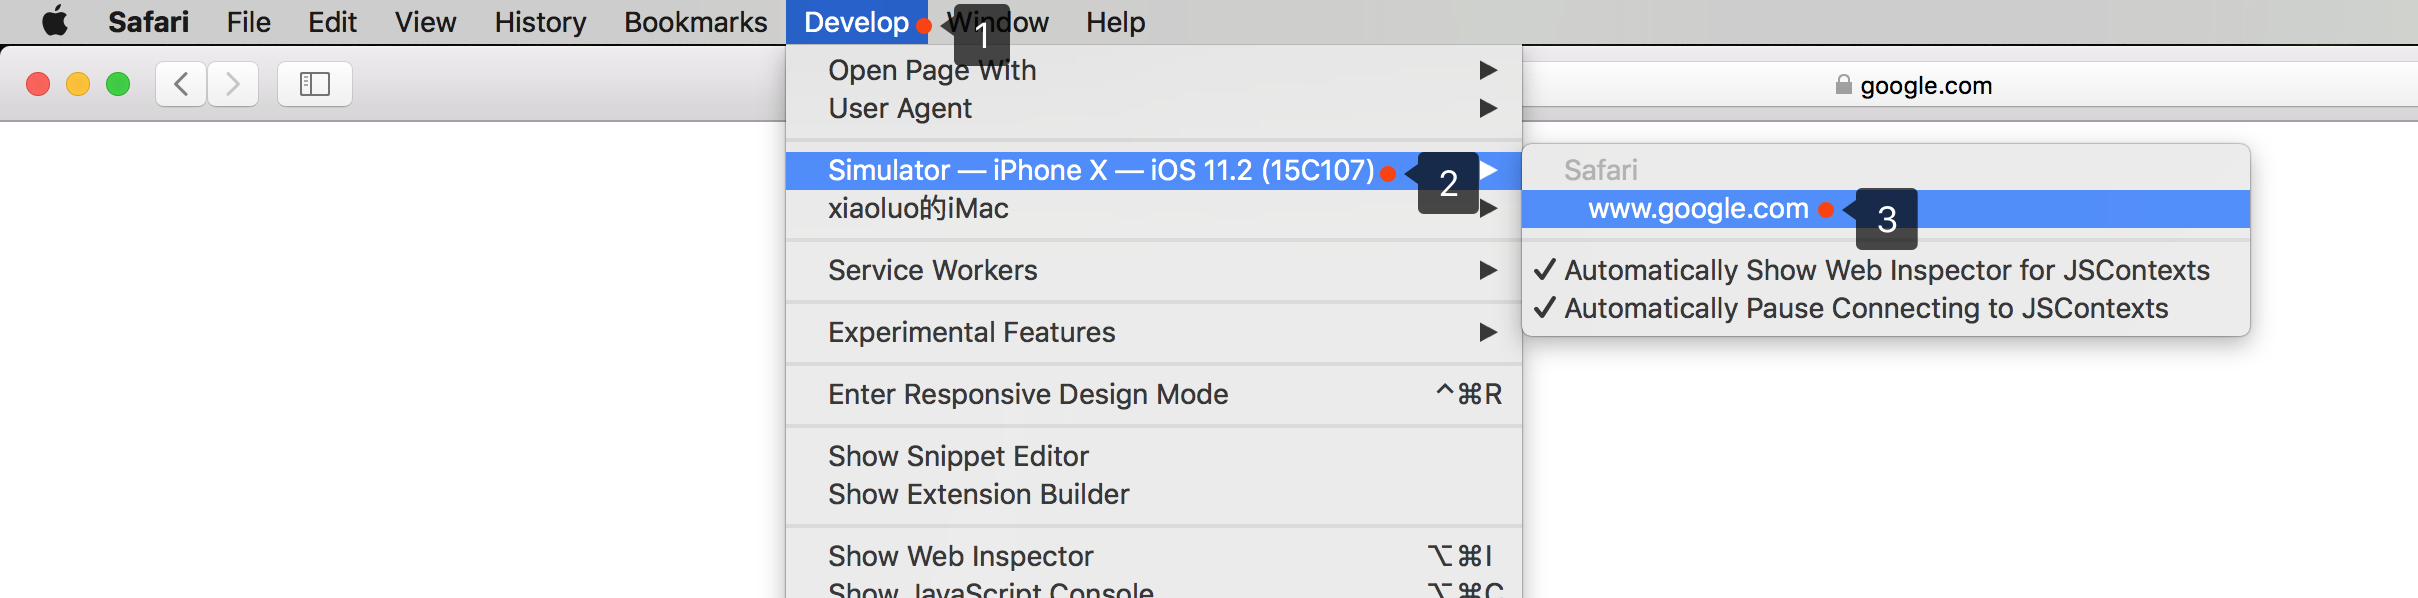 Safari File Edit View History Bookmarks Develop 1 Window Help
google.com
Open Page With
User Agent
Simulator — iPhone X — iOS 11.2 (15C107) 2
xiaoluo的iMac
Service Workers
Experimental Features
Enter Responsive Design Mode ^⌘R
Show Snippet Editor
Show Extension Builder
Show Web Inspector ⌥⌘I
Show JavaScript Console ⌥⌘C
Safari
www.google.com 3
✓ Automatically Show Web Inspector for JSContexts
✓ Automatically Pause Connecting to JSContexts